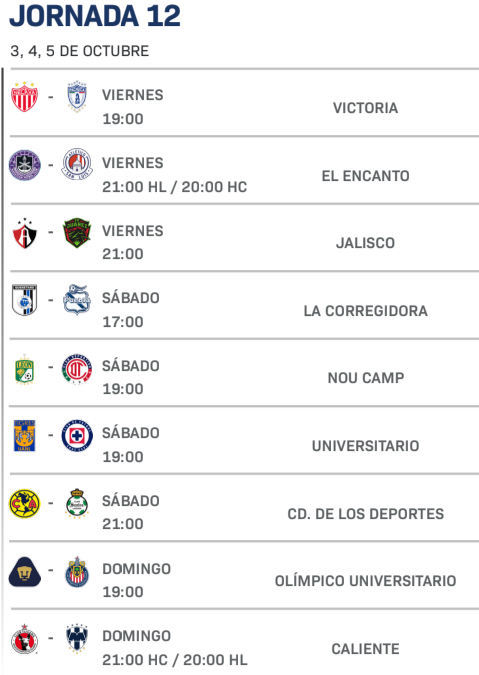 JORNADA 12
3, 4, 5 DE OCTUBRE
VIERNES
19:00
VICTORIA
VIERNES
21:00 HL / 20:00 HC
EL ENCANTO
VIERNES
21:00
JALISCO
SÁBADO
17:00
LA CORREGIDORA
SÁBADO
19:00
NOU CAMP
SÁBADO
19:00
UNIVERSITARIO
SÁBADO
21:00
CD. DE LOS DEPORTES
DOMINGO
19:00
OLÍMPICO UNIVERSITARIO
DOMINGO
21:00 HC / 20:00 HL
CALIENTE